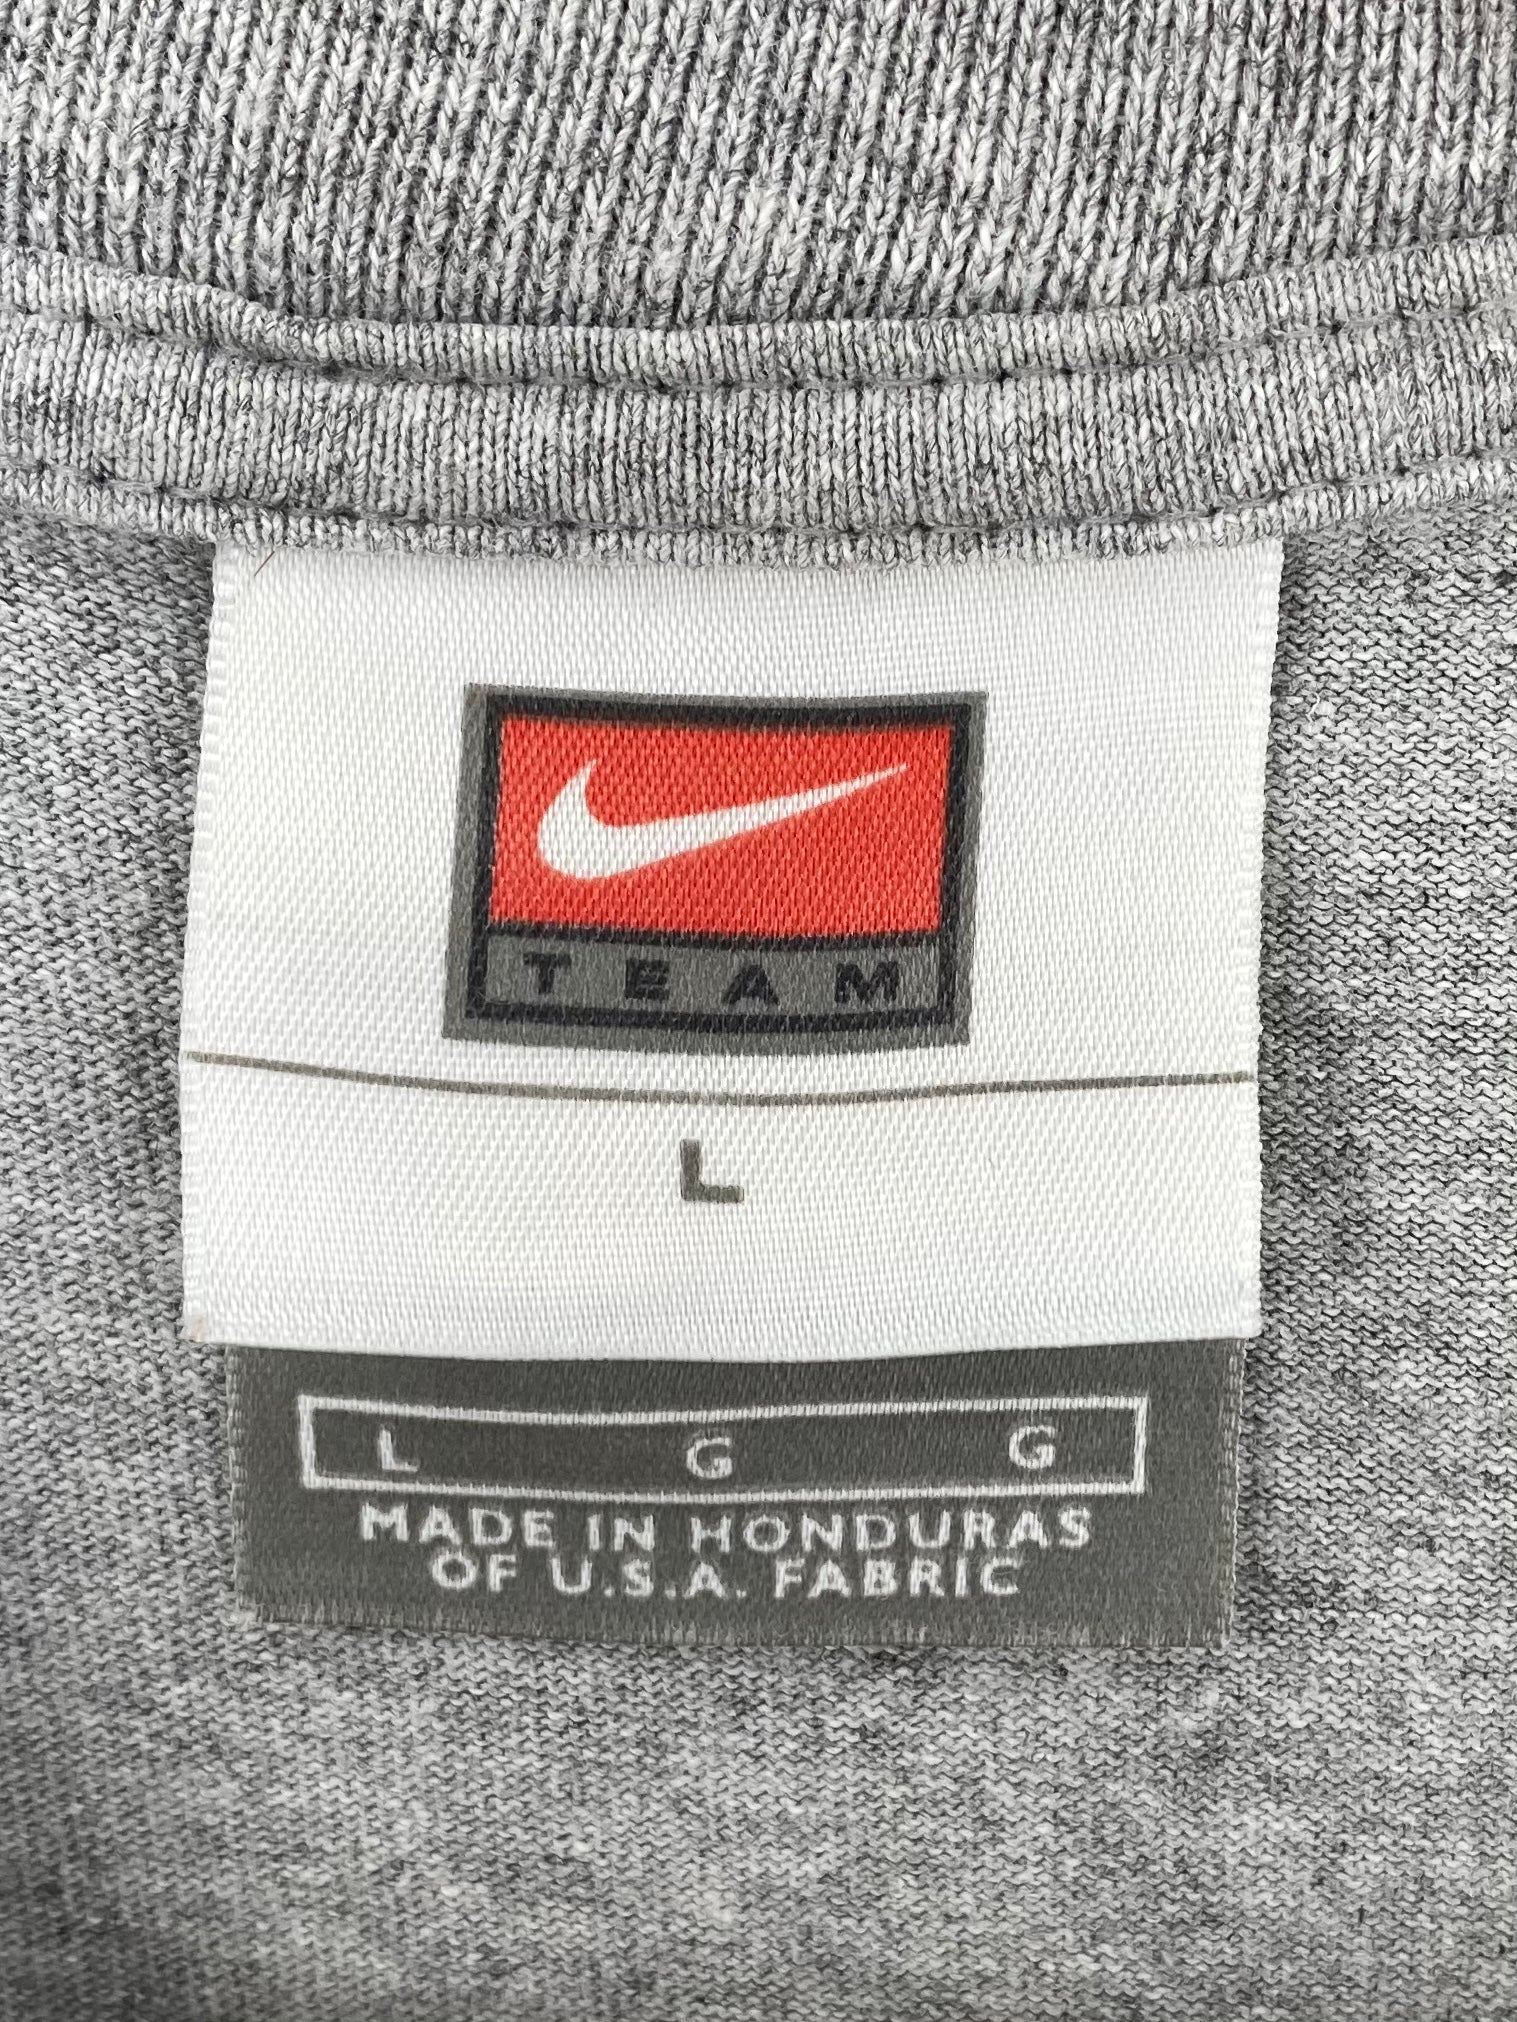 TEAM
L
L G G
MADE IN HONDURAS
OF U.S.A. FABRIC